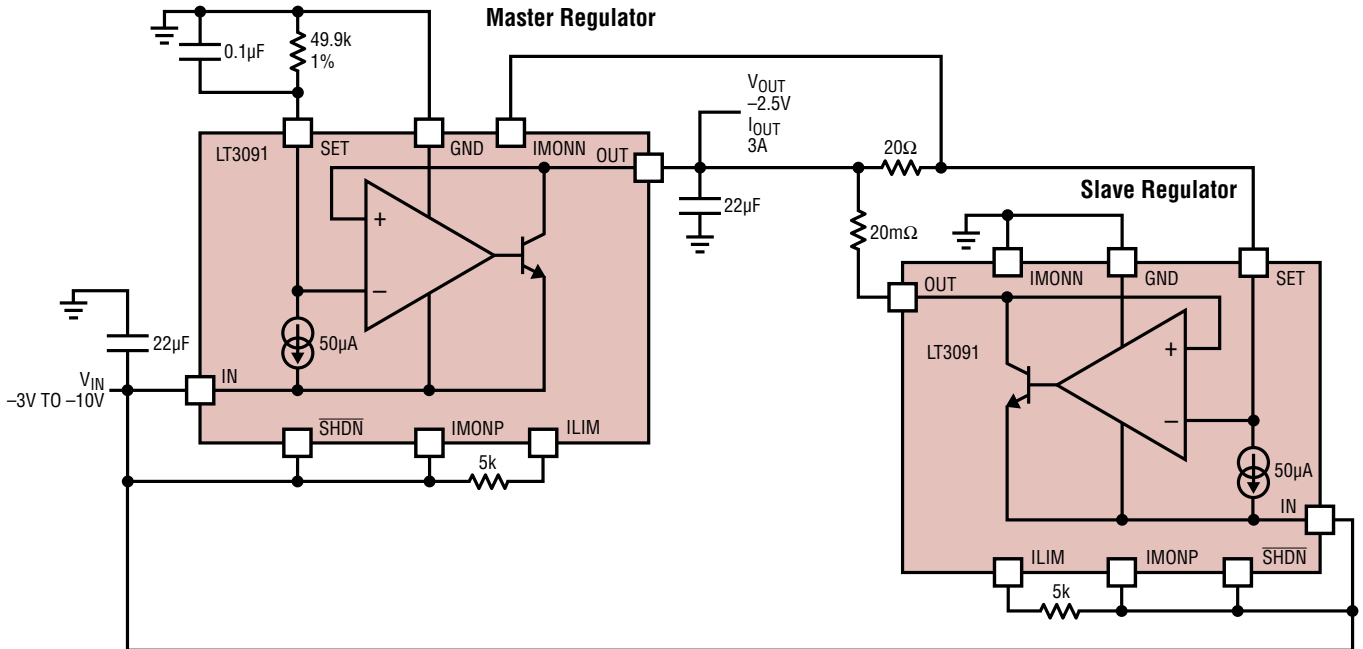 Master Regulator
0.1µF
49.9k
1%
LT3091
SET
GND
IMONN
OUT
+
–
50µA
22µF
V_IN
–3V TO –10V
IN
SHDN
IMONP
ILIM
5k
V_OUT
–2.5V
I_OUT
3A
22µF
20Ω
20mΩ
Slave Regulator
OUT
IMONN
GND
SET
LT3091
+
–
50µA
IN
ILIM
IMONP
SHDN
5k